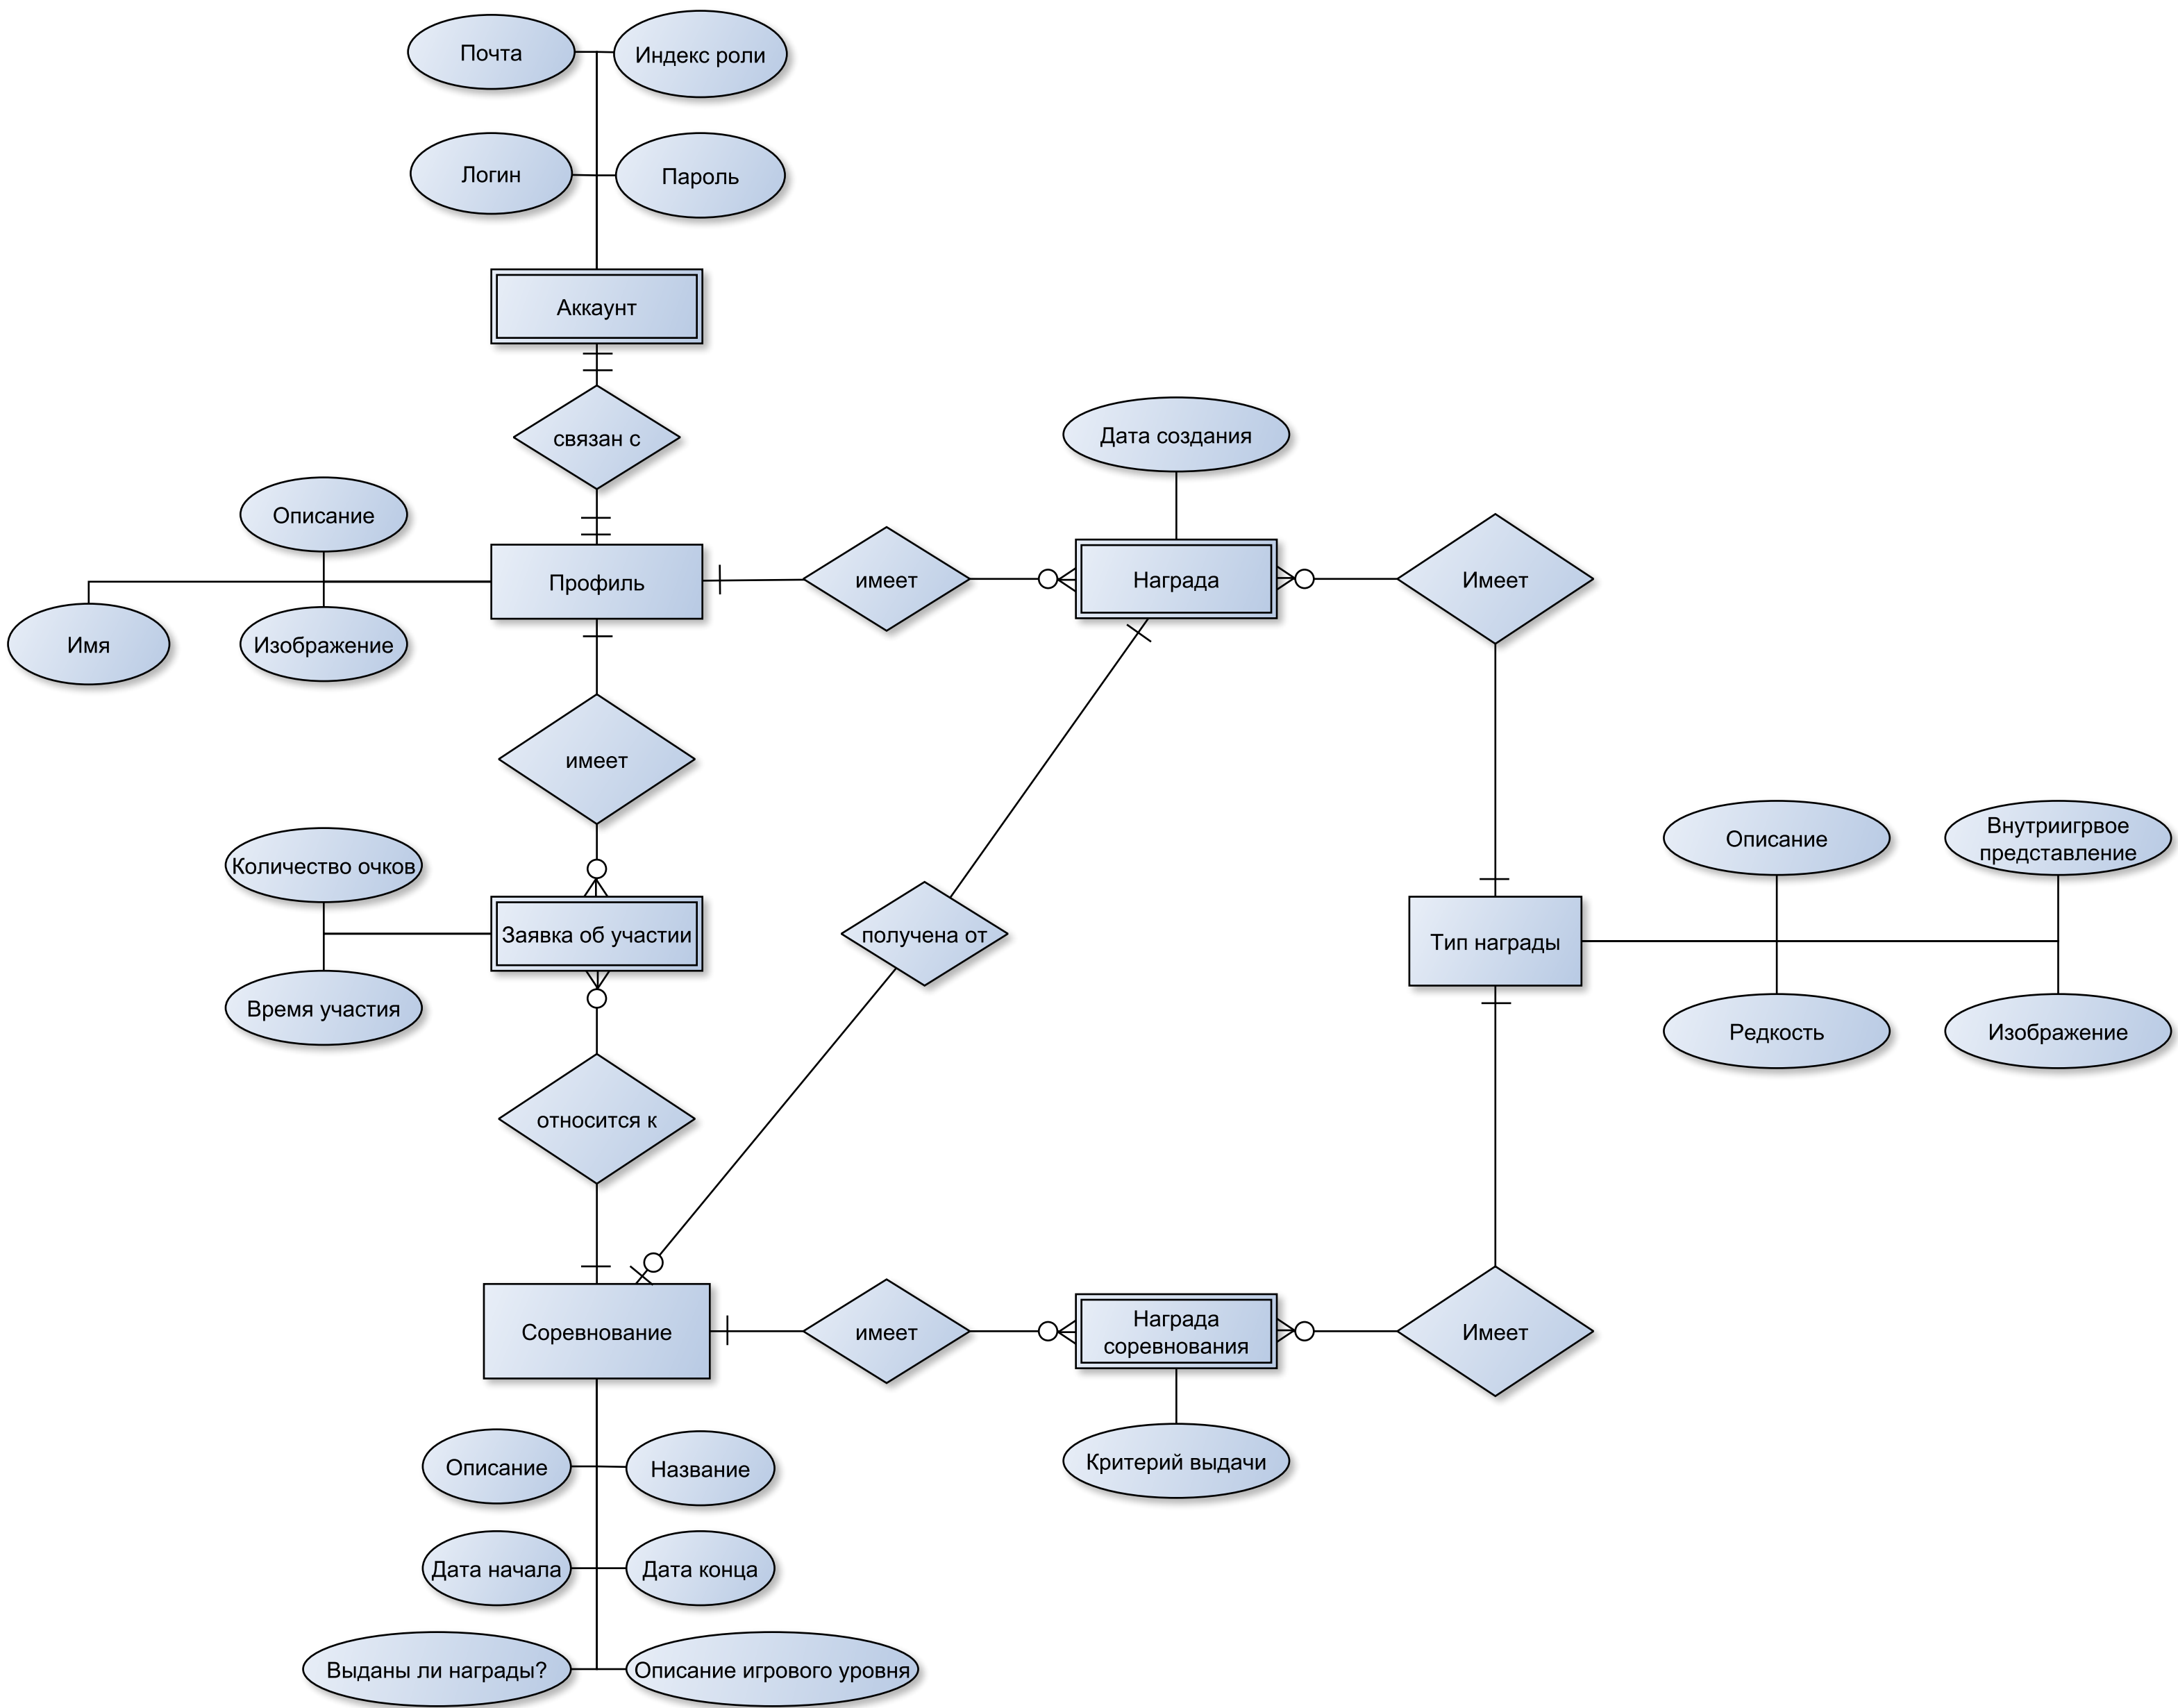 Почта
Индекс роли
Логин
Пароль
Аккаунт
связан с
Дата создания
Описание
Профиль
имеет
Награда
Имеет
Имя
Изображение
имеет
Количество очков
Описание
Внутриигрвое
представление
Заявка об участии
получена от
Тип награды
Время участия
Редкость
Изображение
относится к
Соревнование
имеет
Награда
соревнования
Имеет
Описание
Название
Критерий выдачи
Дата начала
Дата конца
Выданы ли награды?
Описание игрового уровня